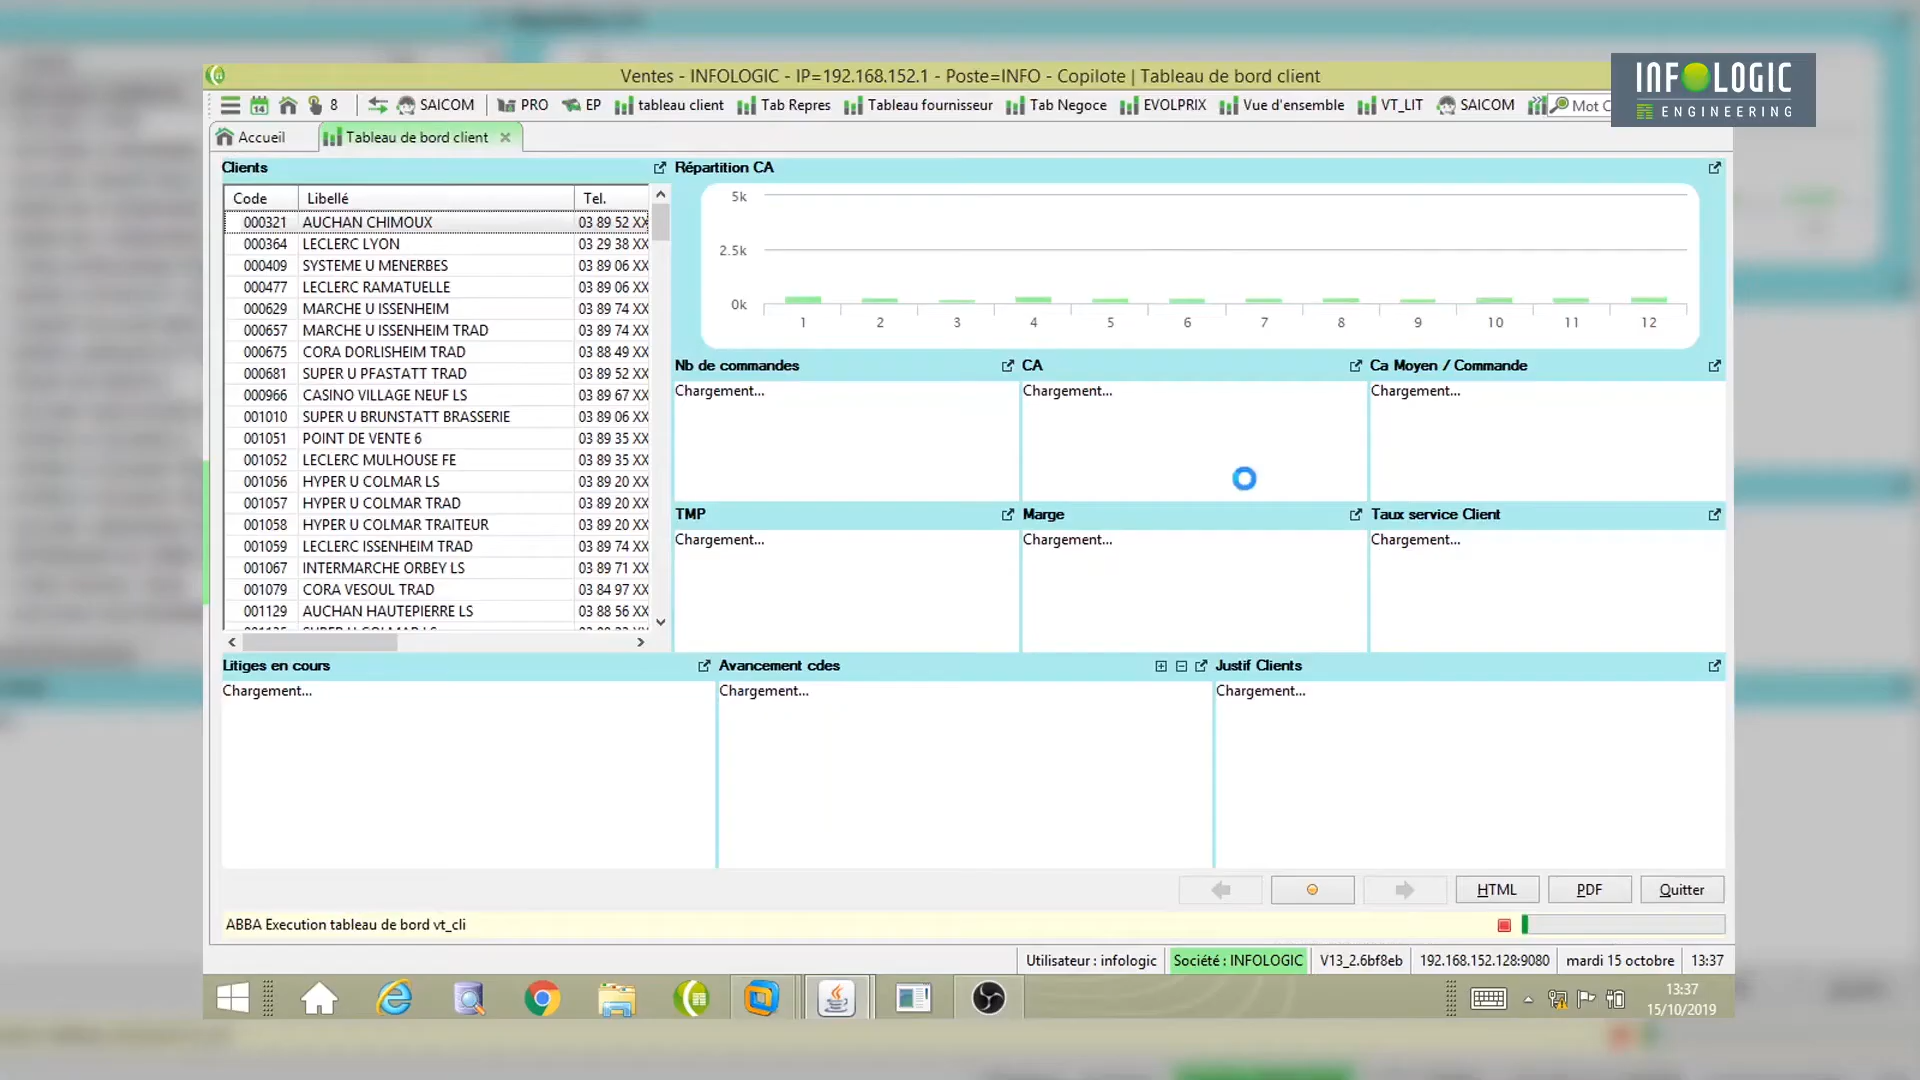 INFOLOGIC
ENGINEERING
Ventes - INFOLOGIC - IP=192.168.152.1 - Poste=INFO - Copilote | Tableau de bord client
14 8 SAICOM PRO EP tableau client Tab Repres Tableau fournisseur Tab Negoce EVOLPRIX Vue d'ensemble VT_LIT SAICOM Mot C
Accueil Tableau de bord client
Clients
Code Libellé Tel.
000321 AUCHAN CHIMOUX 03 89 52 XX
000364 LECLERC LYON 03 29 38 XX
000409 SYSTEME U MENERBES 03 89 06 XX
000477 LECLERC RAMATUELLE 03 89 06 XX
000629 MARCHE U ISSENHEIM 03 89 74 XX
000657 MARCHE U ISSENHEIM TRAD 03 89 74 XX
000675 CORA DORLISHEIM TRAD 03 88 49 XX
000681 SUPER U PFASTATT TRAD 03 89 52 XX
000966 CASINO VILLAGE NEUF LS 03 89 67 XX
001010 SUPER U BRUNSTATT BRASSERIE 03 89 06 XX
001051 POINT DE VENTE 6 03 89 35 XX
001052 LECLERC MULHOUSE FE 03 89 35 XX
001056 HYPER U COLMAR LS 03 89 20 XX
001057 HYPER U COLMAR TRAD 03 89 20 XX
001058 HYPER U COLMAR TRAITEUR 03 89 20 XX
001059 LECLERC ISSENHEIM TRAD 03 89 74 XX
001067 INTERMARCHE ORBEY LS 03 89 71 XX
001079 CORA VESOUL TRAD 03 84 97 XX
001129 AUCHAN HAUTEPIERRE LS 03 88 56 XX
Répartition CA
5k
2.5k
0k
1 2 3 4 5 6 7 8 9 10 11 12
Nb de commandes CA Ca Moyen / Commande
Chargement... Chargement... Chargement...
TMP Marge Taux service Client
Chargement... Chargement... Chargement...
Litiges en cours Avancement cdes Justif Clients
Chargement... Chargement... Chargement...
HTML PDF Quitter
ABBA Execution tableau de bord vt_cli
Utilisateur : infologic Société : INFOLOGIC V13_2.6bf8eb 192.168.152.128:9080 mardi 15 octobre 13:37
13:37
15/10/2019